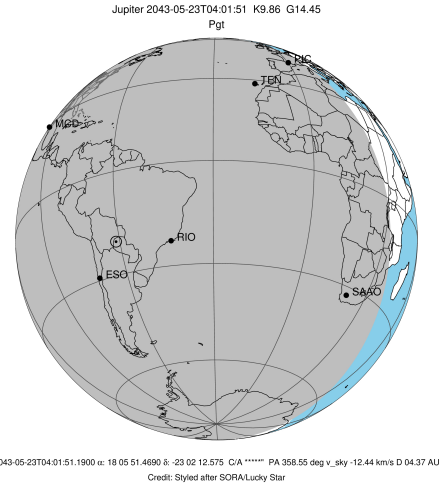 Jupiter 2043-05-23T04:01:51 K9.86 G14.45
Pgt
PIC
TEN
MCD
RIO
ESO
SAAO
043-05-23T04:01:51.1900 α: 18 05 51.4690 δ: -23 02 12.575 C/A *****" PA 358.55 deg v_sky -12.44 km/s D 04.37 AU
Credit: Styled after SORA/Lucky Star